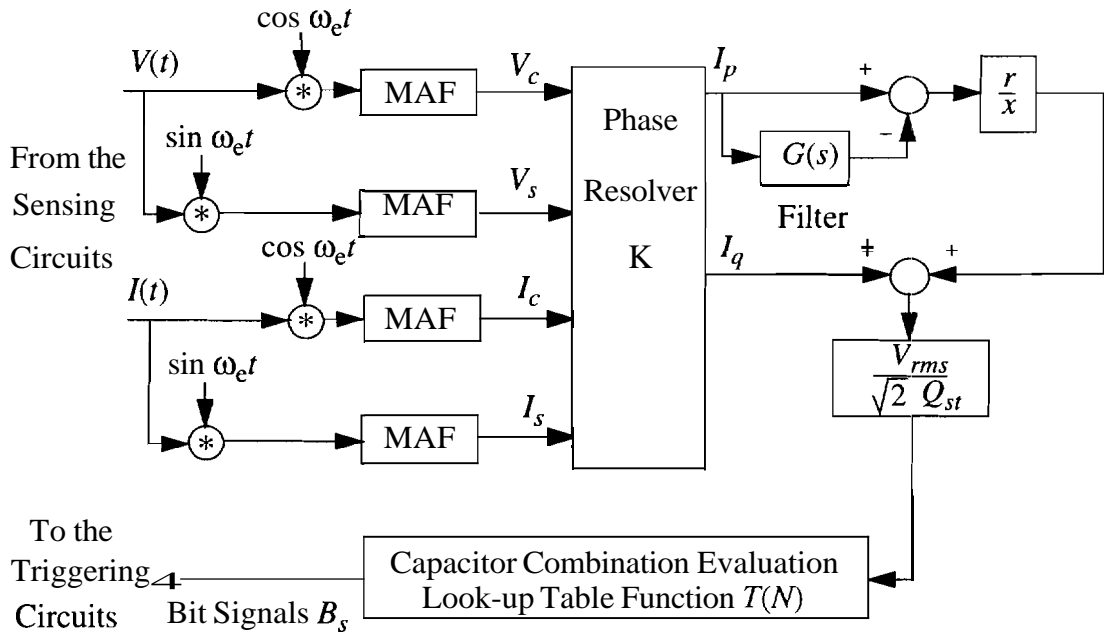 cos ωet
V(t)
*
MAF
Vc
sin ωet
*
MAF
Vs
From the
Sensing
Circuits
cos ωet
I(t)
*
MAF
Ic
sin ωet
*
MAF
Is
Phase
Resolver
K
Ip
+
−
r
x
G(s)
Filter
Iq
+
+
Vrms
√2 Qst
To the
Triggering
Circuits
4
Bit Signals Bs
Capacitor Combination Evaluation
Look-up Table Function T(N)